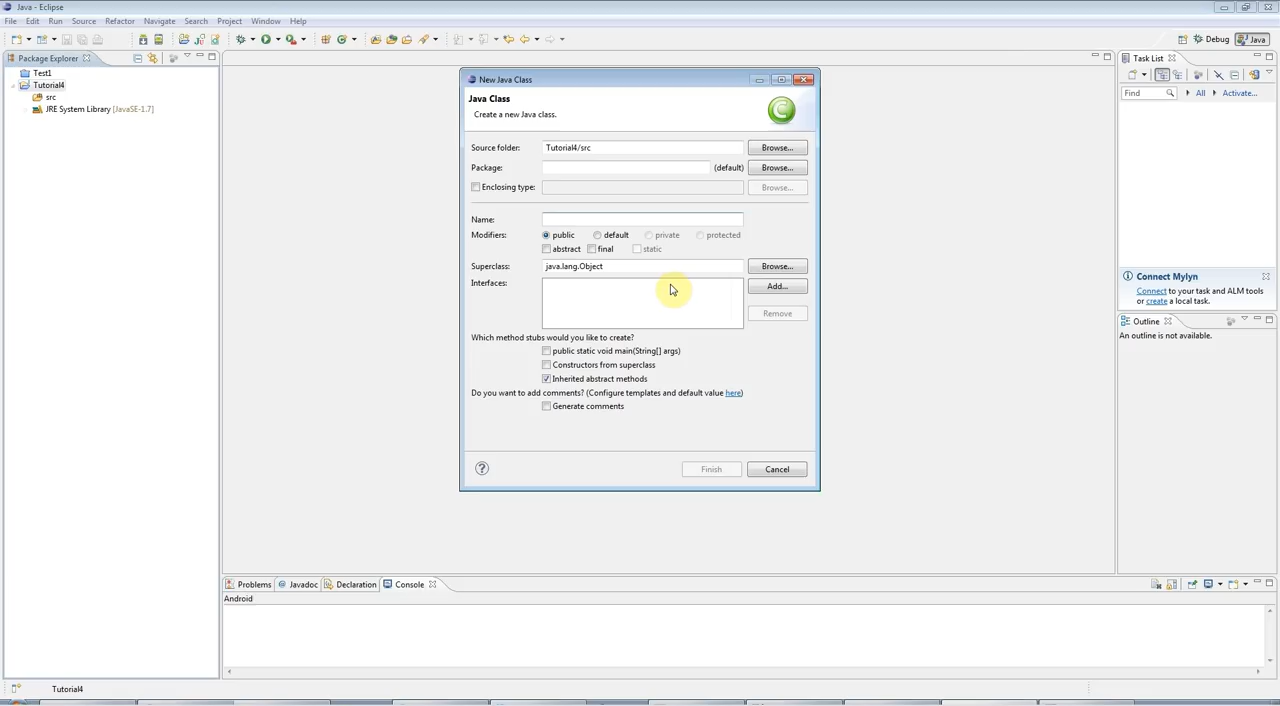 Java - Eclipse
File Edit Run Source Refactor Navigate Search Project Window Help
Debug Java
Package Explorer
Test1
Tutorial4
src
JRE System Library [JavaSE-1.7]
New Java Class
Java Class
Create a new Java class.
C
Source folder: Tutorial4/src Browse...
Package: (default) Browse...
Enclosing type: Browse...
Name:
Modifiers: public default private protected
abstract final static
Superclass: java.lang.Object Browse...
Interfaces: Add...
Remove
Which method stubs would you like to create?
public static void main(String[] args)
Constructors from superclass
Inherited abstract methods
Do you want to add comments? (Configure templates and default value here)
Generate comments
? Finish Cancel
Task List
Find All Activate...
Connect Mylyn
Connect to your task and ALM tools
or create a local task.
Outline
An outline is not available.
Problems @ Javadoc Declaration Console
Android
Tutorial4